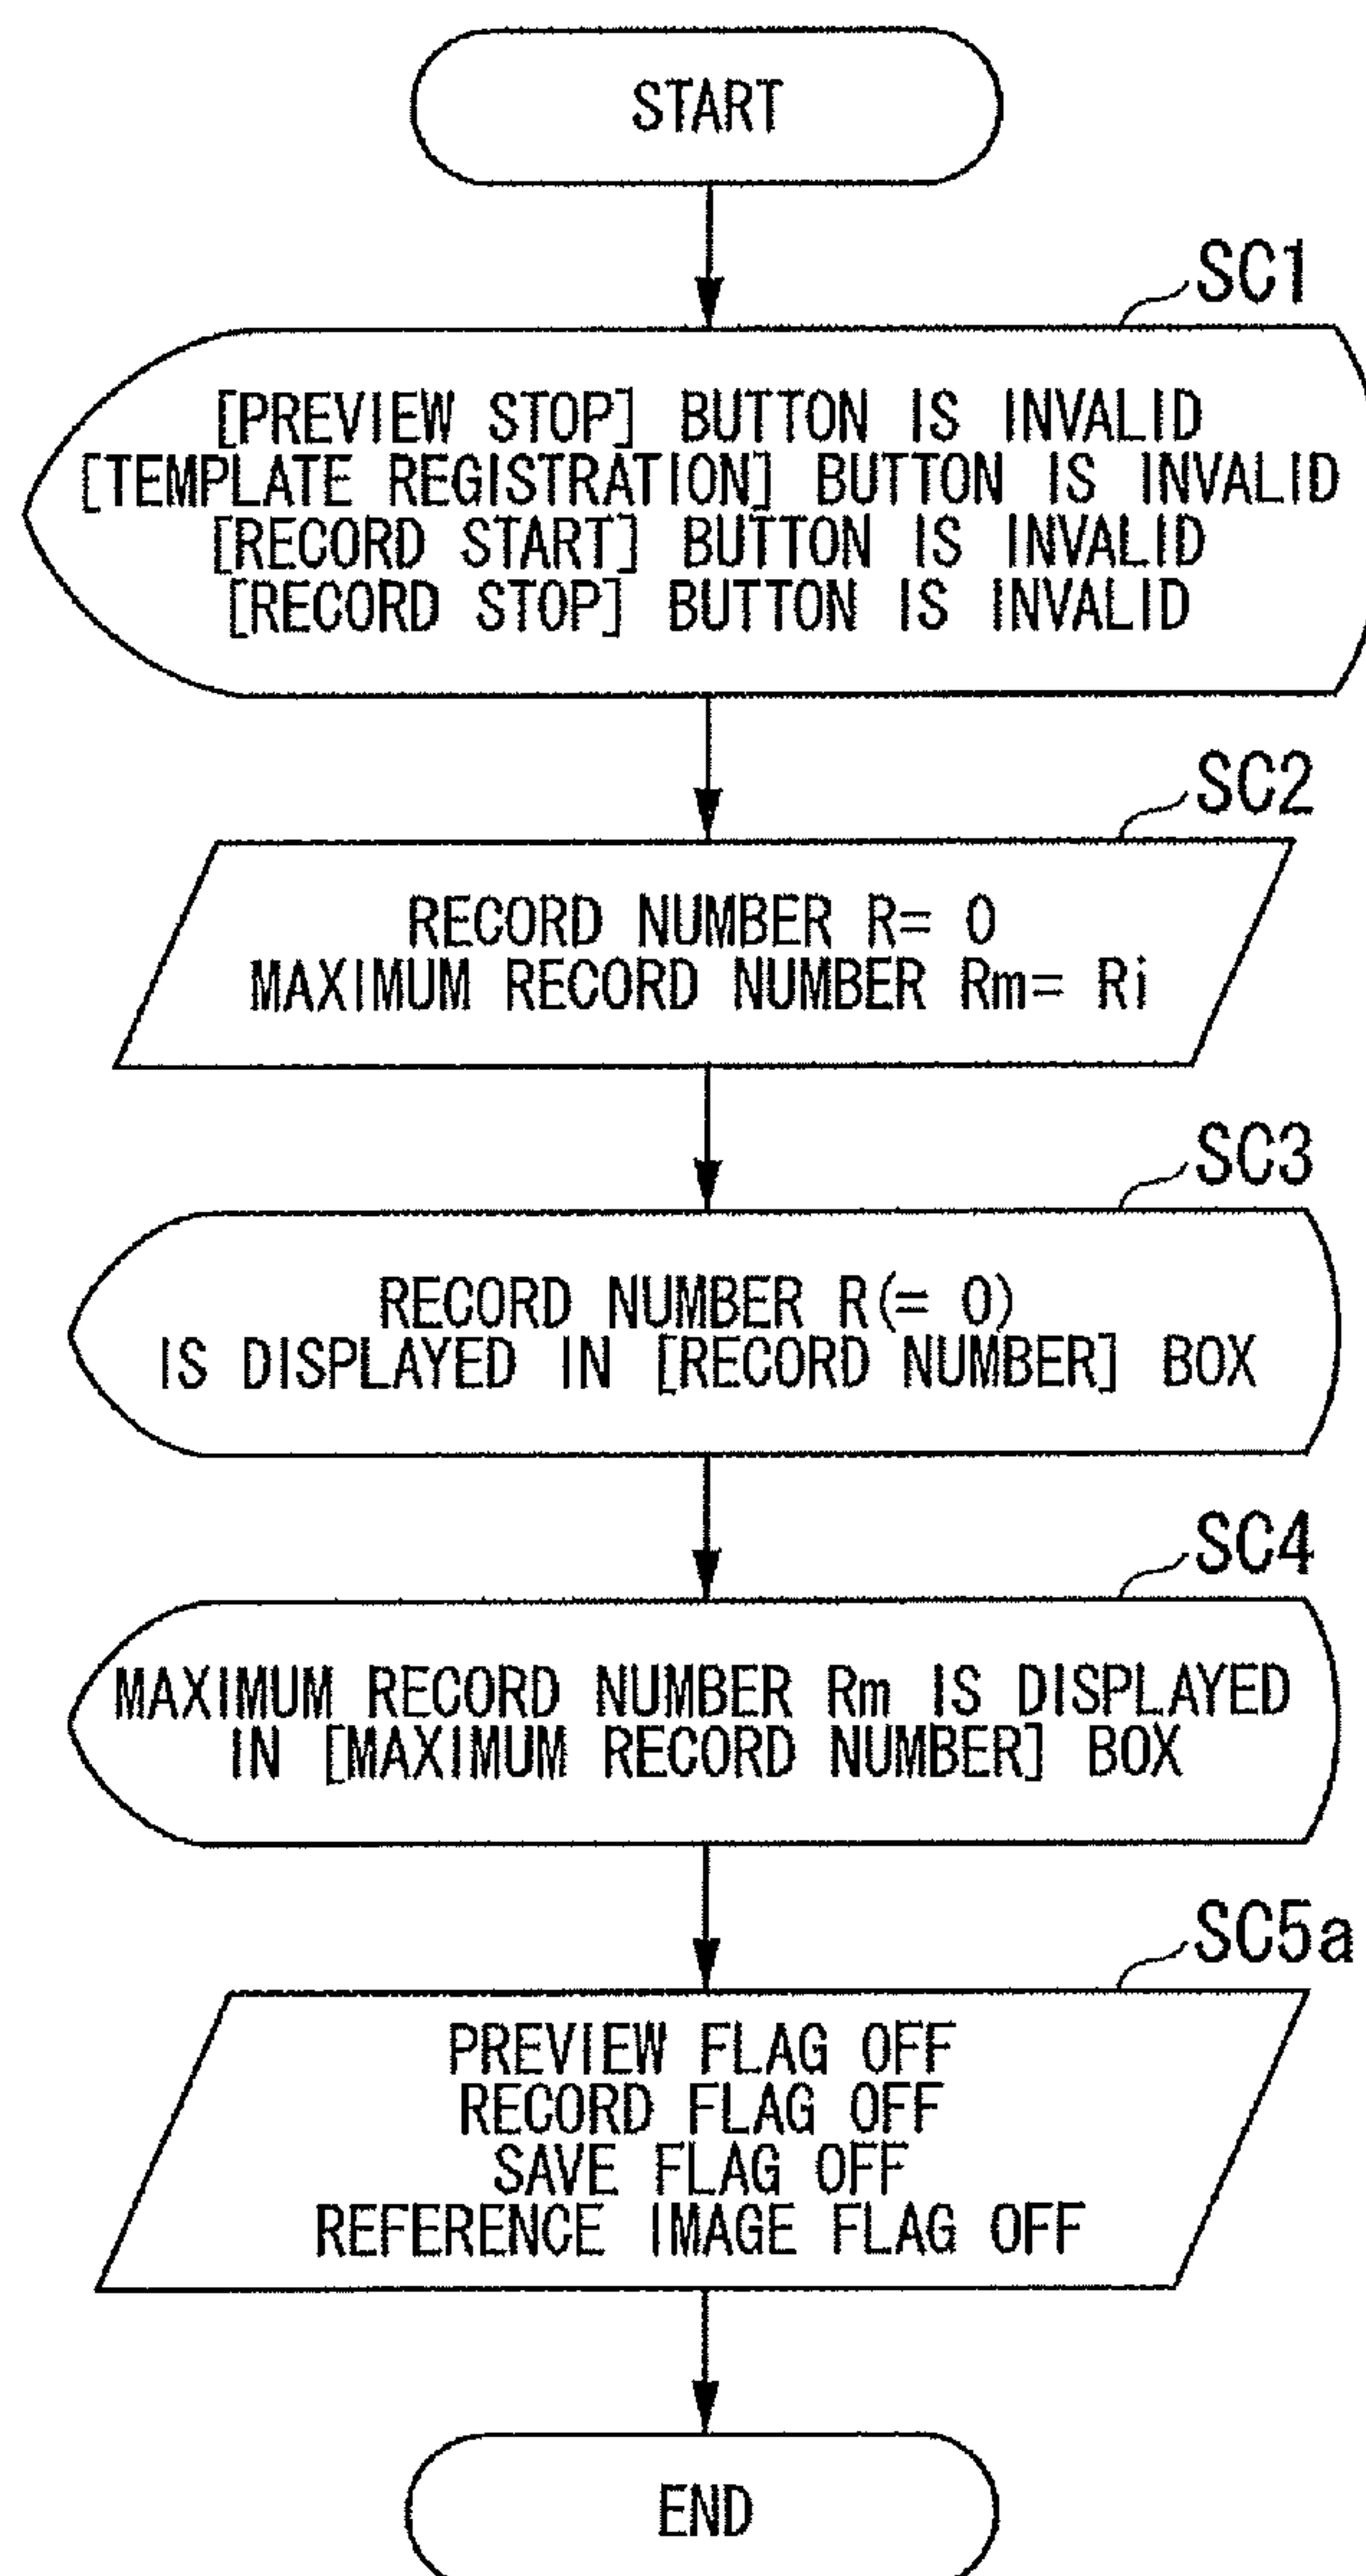 START
SC1
[PREVIEW STOP] BUTTON IS INVALID
[TEMPLATE REGISTRATION] BUTTON IS INVALID
[RECORD START] BUTTON IS INVALID
[RECORD STOP] BUTTON IS INVALID
SC2
RECORD NUMBER R= 0
MAXIMUM RECORD NUMBER Rm= Ri
SC3
RECORD NUMBER R(= 0)
IS DISPLAYED IN [RECORD NUMBER] BOX
SC4
MAXIMUM RECORD NUMBER Rm IS DISPLAYED
IN [MAXIMUM RECORD NUMBER] BOX
SC5a
PREVIEW FLAG OFF
RECORD FLAG OFF
SAVE FLAG OFF
REFERENCE IMAGE FLAG OFF
END